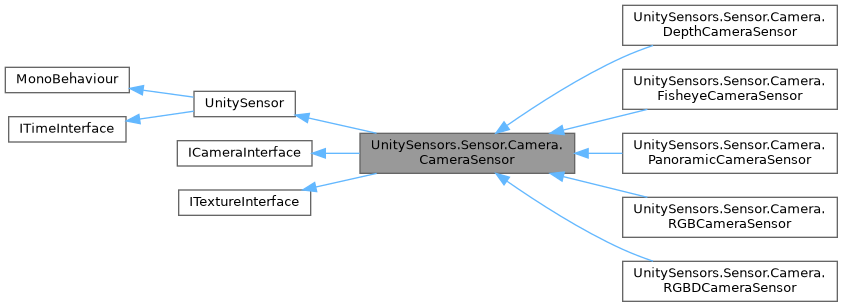 MonoBehaviour
ITimeInterface
UnitySensor
ICameraInterface
ITextureInterface
UnitySensors.Sensor.Camera.
CameraSensor
UnitySensors.Sensor.Camera.
DepthCameraSensor
UnitySensors.Sensor.Camera.
FisheyeCameraSensor
UnitySensors.Sensor.Camera.
PanoramicCameraSensor
UnitySensors.Sensor.Camera.
RGBCameraSensor
UnitySensors.Sensor.Camera.
RGBDCameraSensor